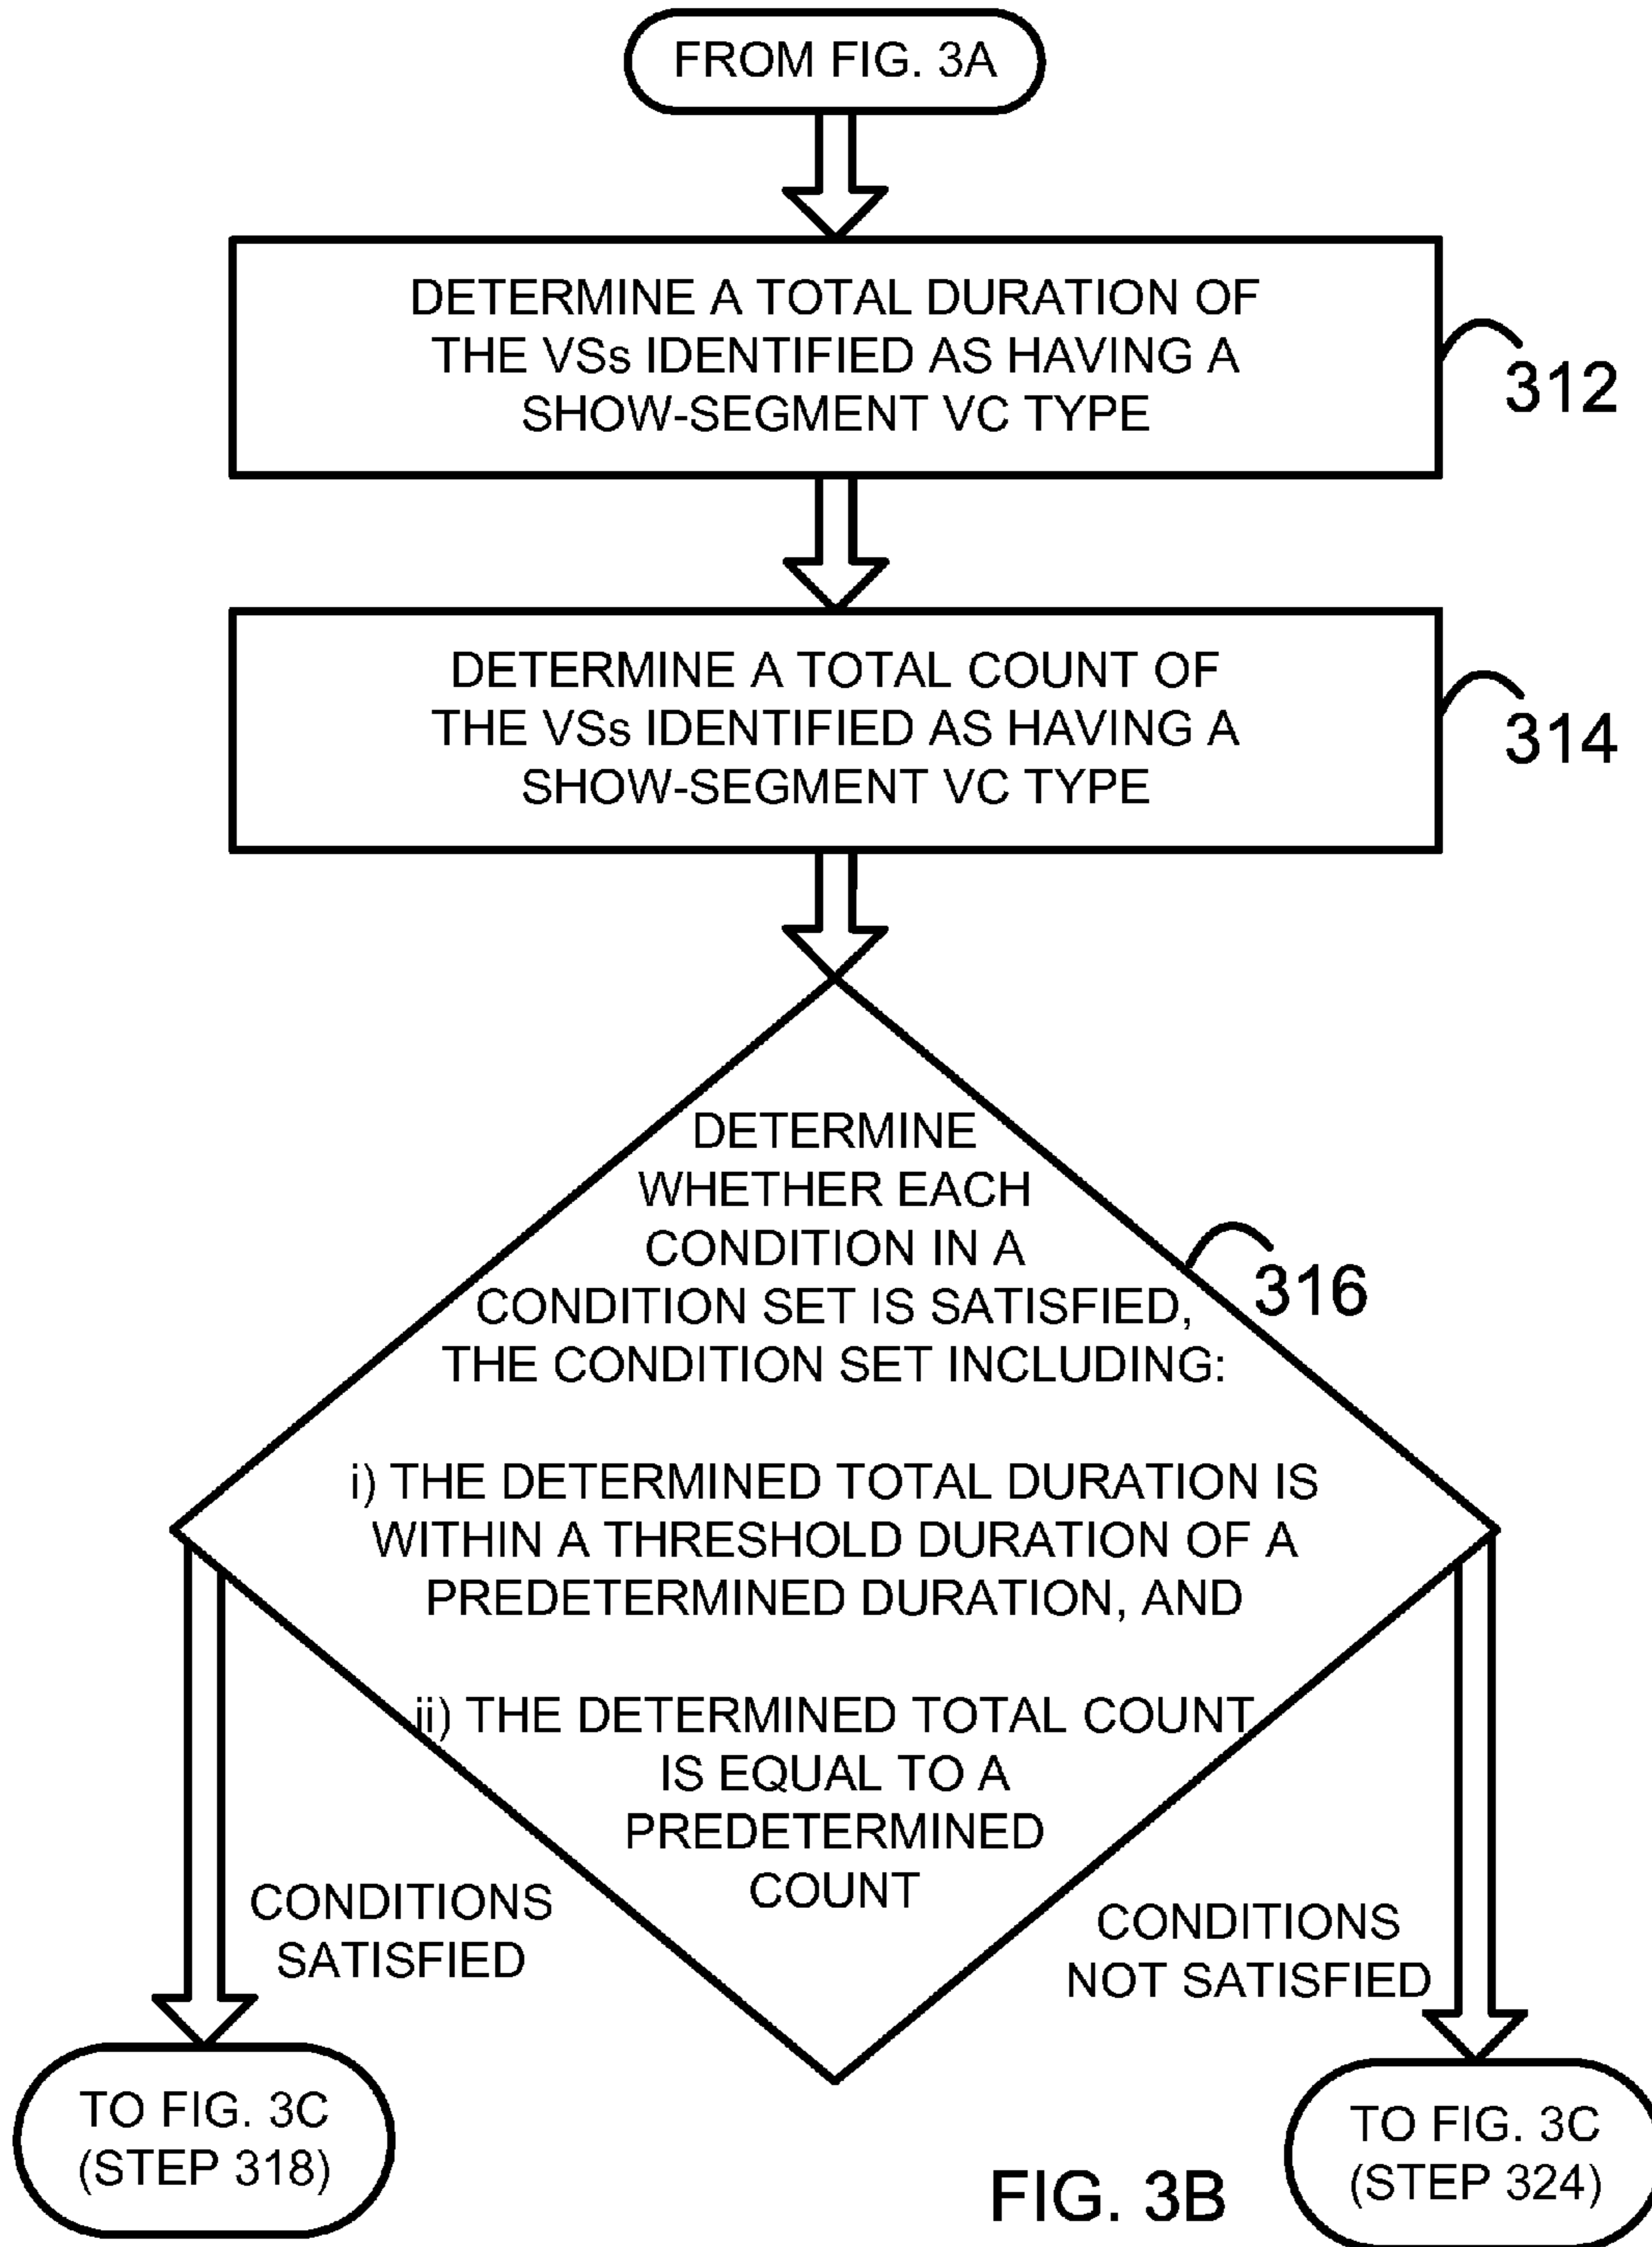 FROM FIG. 3A
DETERMINE A TOTAL DURATION OF
THE VSs IDENTIFIED AS HAVING A
SHOW-SEGMENT VC TYPE
312
DETERMINE A TOTAL COUNT OF
THE VSs IDENTIFIED AS HAVING A
SHOW-SEGMENT VC TYPE
314
DETERMINE
WHETHER EACH
CONDITION IN A
CONDITION SET IS SATISFIED,
THE CONDITION SET INCLUDING:
316
i) THE DETERMINED TOTAL DURATION IS
WITHIN A THRESHOLD DURATION OF A
PREDETERMINED DURATION, AND
ii) THE DETERMINED TOTAL COUNT
IS EQUAL TO A
PREDETERMINED
COUNT
CONDITIONS
SATISFIED
CONDITIONS
NOT SATISFIED
TO FIG. 3C
(STEP 318)
TO FIG. 3C
(STEP 324)
FIG. 3B